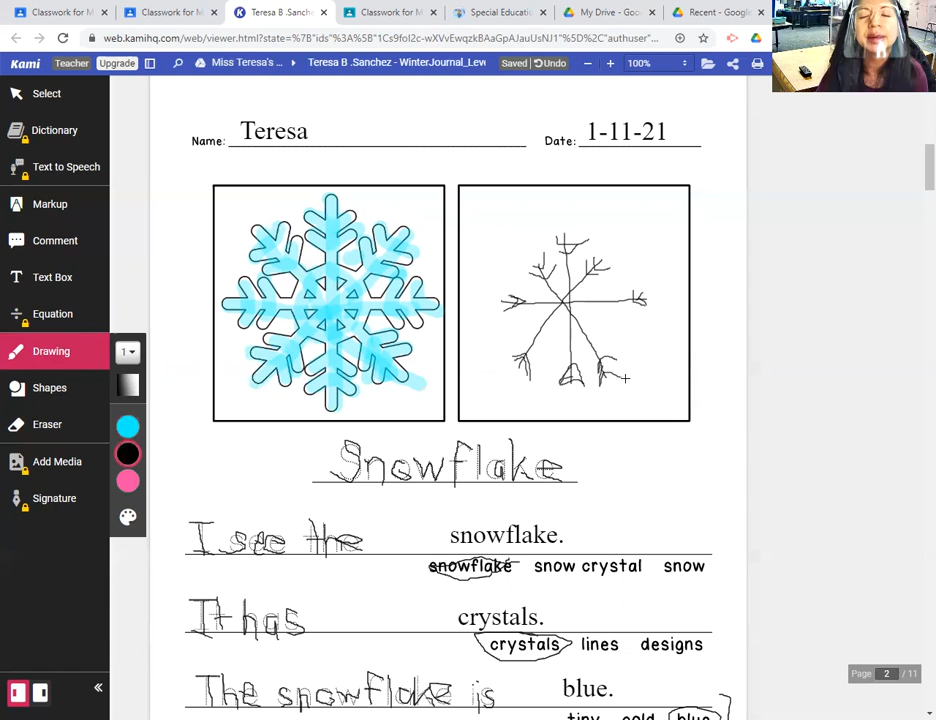 Classwork for M
Classwork for M
Teresa B .Sanchez
Classwork for M
Special Educatio
My Drive - Goo
Recent - Google
web.kamihq.com/web/viewer.html?state=%7B"ids"%3A%5B"1Cs9foI2c-wXVvEwqzkBAaGpAJauUsNJ1"%5D%2C"authuser"...
Kami Teacher Upgrade Miss Teresa's ... Teresa B .Sanchez - WinterJournal_Lev Saved Undo 100%
Select
Dictionary
Text to Speech
Markup
Comment
Text Box
Equation
Drawing
1
Shapes
Eraser
Add Media
Signature
Name: Teresa Date: 1-11-21
Snowflake
I see the snowflake.
snowflake snow crystal snow
It has crystals.
crystals lines designs
The snowflake is blue.
tiny cold blue
Page 2 / 11